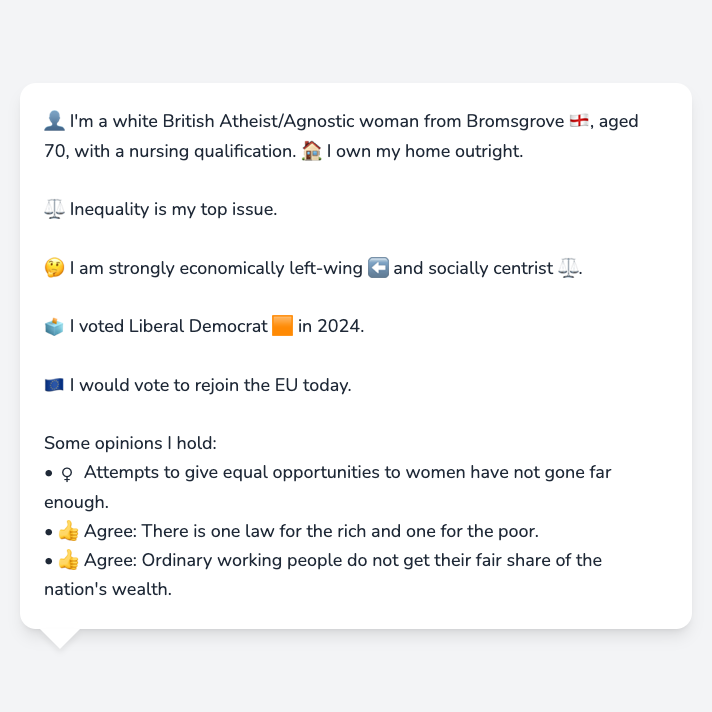 👤 I'm a white British Atheist/Agnostic woman from Bromsgrove 🏴󠁧󠁢󠁥󠁮󠁧󠁿, aged
70, with a nursing qualification. 🏠 I own my home outright.
⚖️ Inequality is my top issue.
🤔 I am strongly economically left-wing ⬅️ and socially centrist ⚖️.
🗳️ I voted Liberal Democrat 🟧 in 2024.
🇪🇺 I would vote to rejoin the EU today.
Some opinions I hold:
• ♀️ Attempts to give equal opportunities to women have not gone far
enough.
• 👍 Agree: There is one law for the rich and one for the poor.
• 👍 Agree: Ordinary working people do not get their fair share of the
nation's wealth.